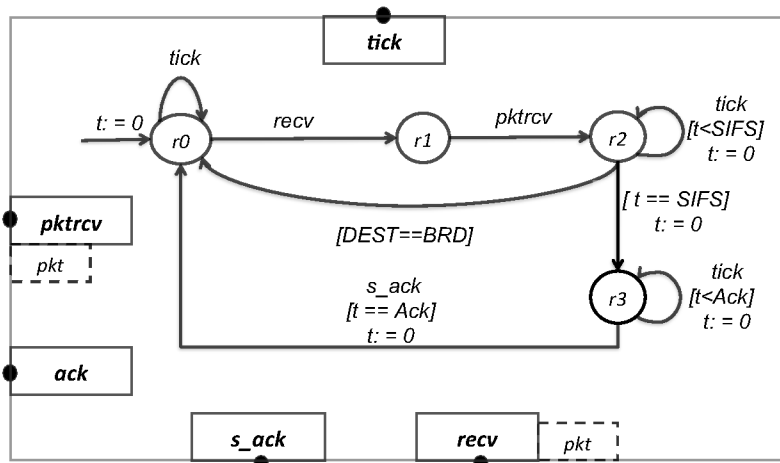 tick
tick
t: = 0
r0
recv
r1
pktrcv
r2
tick
[t<SIFS]
t: = 0
pktrcv
pkt
[DEST==BRD]
[ t == SIFS]
t: = 0
s_ack
[t == Ack]
t: = 0
r3
tick
[t<Ack]
t: = 0
ack
s_ack
recv
pkt